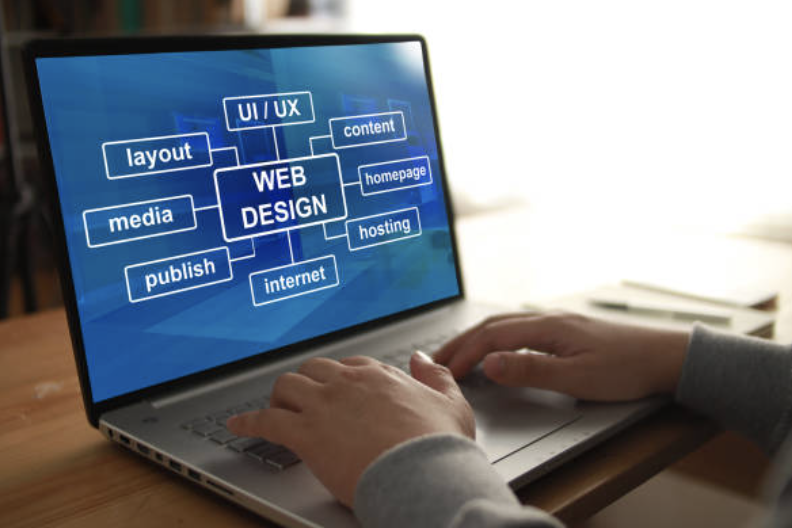 UI / UX
layout
content
WEB
DESIGN
homepage
media
hosting
publish
internet